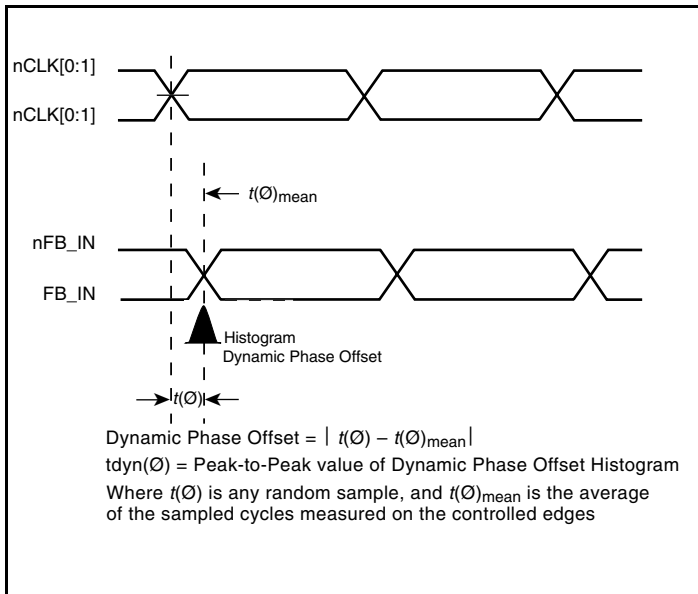 nCLK[0:1]
nCLK[0:1]
t(Ø)mean
nFB_IN
FB_IN
Histogram
Dynamic Phase Offset
t(Ø)
Dynamic Phase Offset = | t(Ø) – t(Ø)mean|
tdyn(Ø) = Peak-to-Peak value of Dynamic Phase Offset Histogram
Where t(Ø) is any random sample, and t(Ø)mean is the average
of the sampled cycles measured on the controlled edges